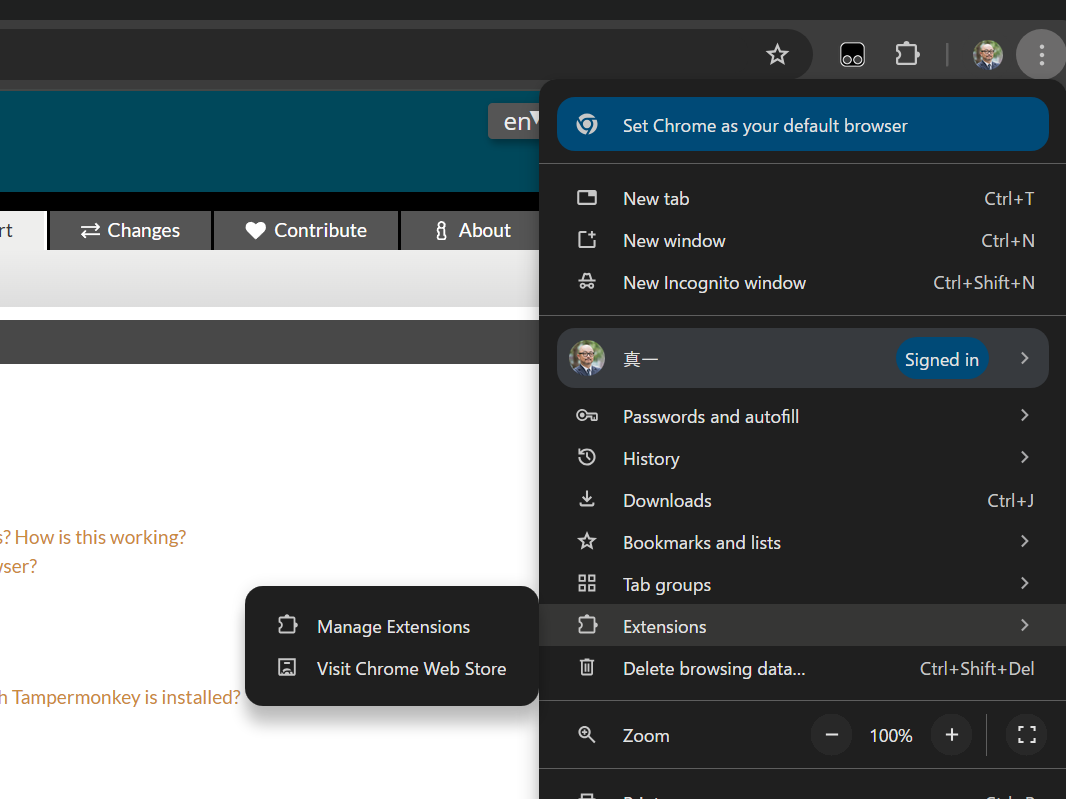 en
Set Chrome as your default browser
New tab Ctrl+T
New window Ctrl+N
New Incognito window Ctrl+Shift+N
rt Changes Contribute About
真一 Signed in
Passwords and autofill
History
Downloads Ctrl+J
s? How is this working?
Bookmarks and lists
wser?
Tab groups
Manage Extensions
Extensions
Visit Chrome Web Store
Delete browsing data... Ctrl+Shift+Del
h Tampermonkey is installed?
Zoom 100%